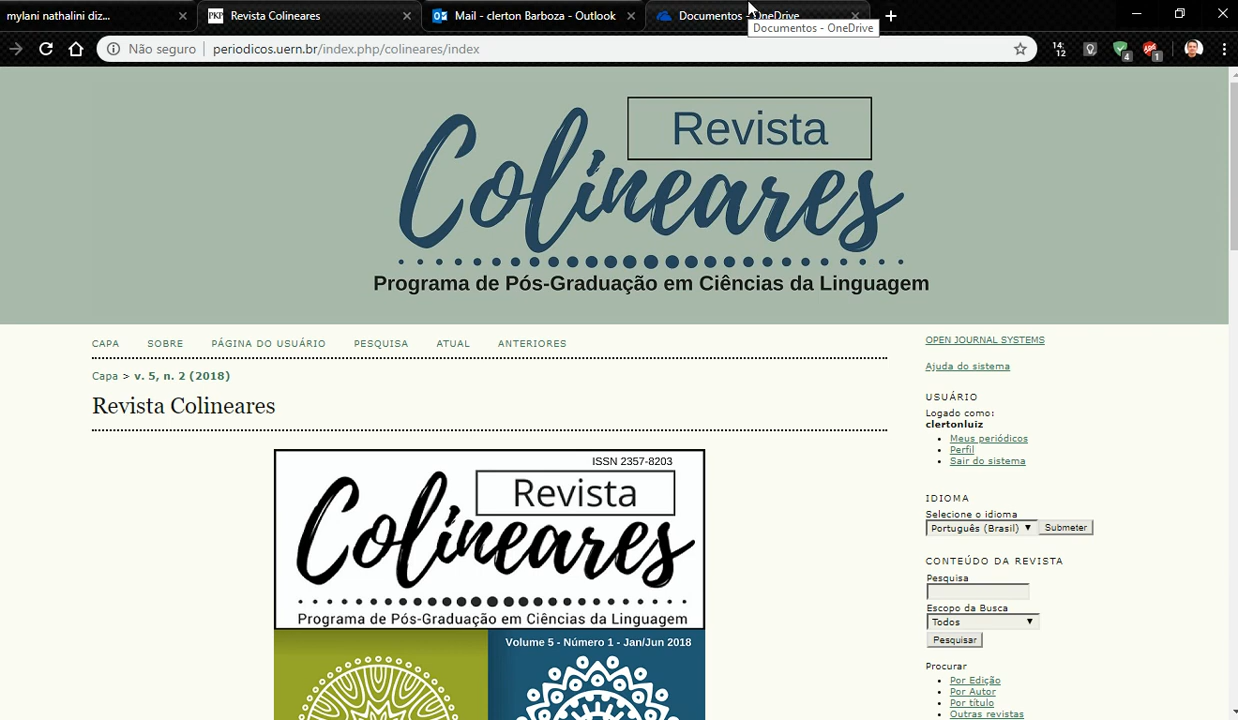 mylani nathalini diz...
Revista Colineares
Mail - clerton Barboza - Outlook
Documentos - OneDrive
Documentos - OneDrive
Não seguro
periodicos.uern.br/index.php/colineares/index
14:
12
4
1
Revista
Colineares
Programa de Pós-Graduação em Ciências da Linguagem
CAPA SOBRE PÁGINA DO USUÁRIO PESQUISA ATUAL ANTERIORES
Capa > v. 5, n. 2 (2018)
Revista Colineares
ISSN 2357-8203
Revista
Colineares
Programa de Pós-Graduação em Ciências da Linguagem
Volume 5 - Número 1 - Jan/Jun 2018
OPEN JOURNAL SYSTEMS
Ajuda do sistema
USUÁRIO
Logado como:
clertonluiz
Meus periódicos
Perfil
Sair do sistema
IDIOMA
Selecione o idioma
Português (Brasil) Submeter
CONTEÚDO DA REVISTA
Pesquisa
Escopo da Busca
Todos
Pesquisar
Procurar
Por Edição
Por Autor
Por título
Outras revistas